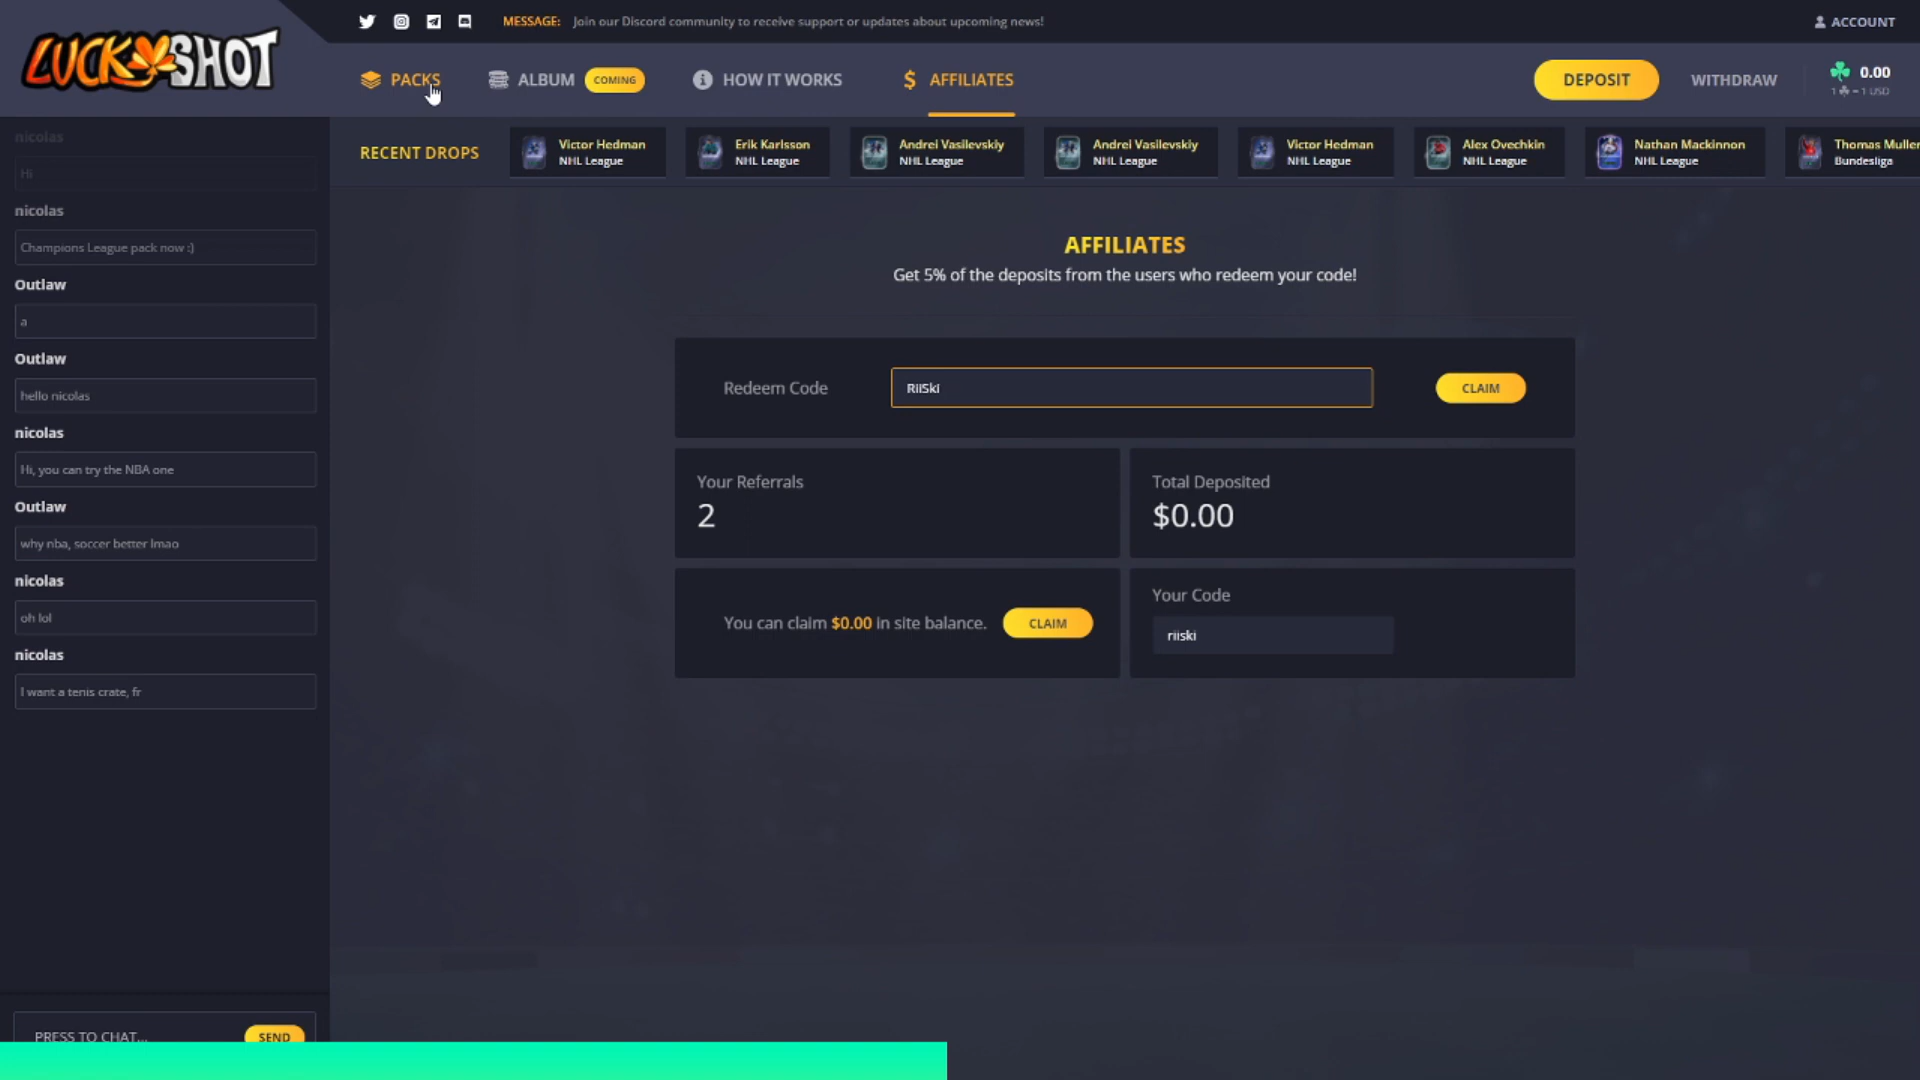 LUCKYSHOT
MESSAGE: Join our Discord community to receive support or updates about upcoming news!
ACCOUNT
PACKS
ALBUM
COMING
HOW IT WORKS
AFFILIATES
DEPOSIT
WITHDRAW
0.00
1 = 1 USD
RECENT DROPS
Victor Hedman
NHL League
Erik Karlsson
NHL League
Andrei Vasilevskiy
NHL League
Andrei Vasilevskiy
NHL League
Victor Hedman
NHL League
Alex Ovechkin
NHL League
Nathan Mackinnon
NHL League
Thomas Muller
Bundesliga
nicolas
Hi
nicolas
Champions League pack now :)
Outlaw
a
Outlaw
hello nicolas
nicolas
Hi, you can try the NBA one
Outlaw
why nba, soccer better lmao
nicolas
oh lol
nicolas
I want a tenis crate, fr
PRESS TO CHAT...
SEND
AFFILIATES
Get 5% of the deposits from the users who redeem your code!
Redeem Code
RiiSki
CLAIM
Your Referrals
2
Total Deposited
$0.00
You can claim $0.00 in site balance.
CLAIM
Your Code
riiski